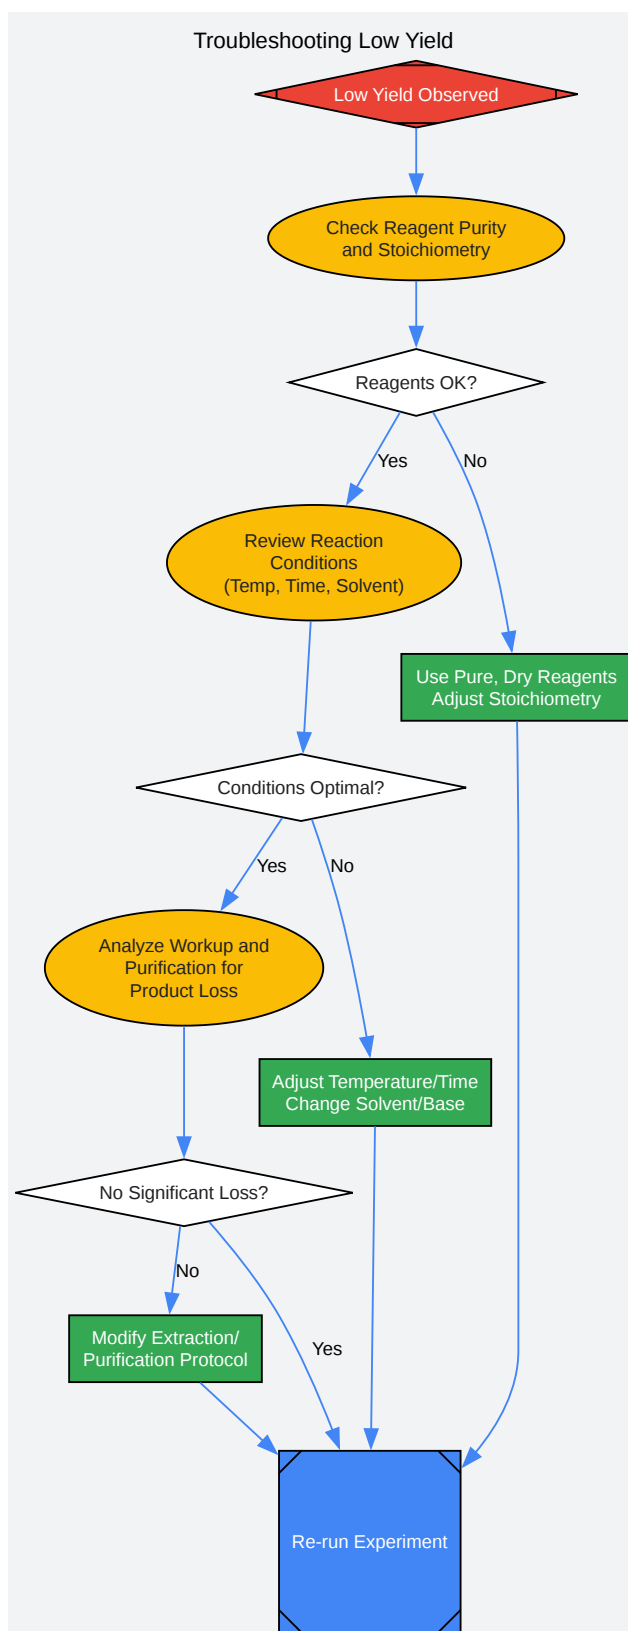 Troubleshooting Low Yield
Low Yield Observed
Check Reagent Purity
and Stoichiometry
Reagents OK?
Yes
No
Review Reaction
Conditions
(Temp, Time, Solvent)
Use Pure, Dry Reagents
Adjust Stoichiometry
Conditions Optimal?
Yes
No
Analyze Workup and
Purification for
Product Loss
Adjust Temperature/Time
Change Solvent/Base
No Significant Loss?
No
Yes
Modify Extraction/
Purification Protocol
Re-run Experiment